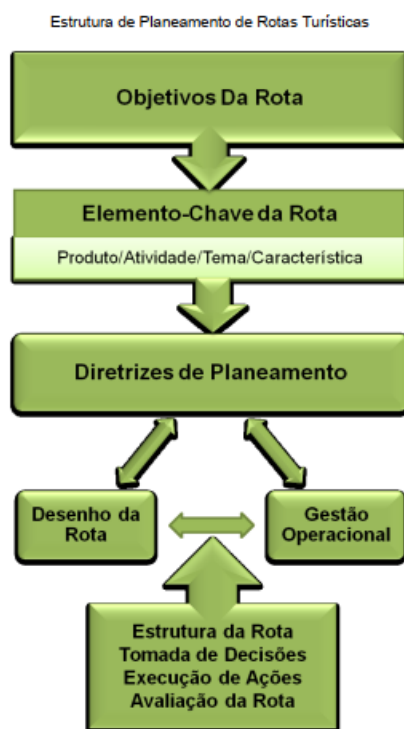 Estrutura de Planeamento de Rotas Turísticas
Objetivos Da Rota
Elemento-Chave da Rota
Produto/Atividade/Tema/Característica
Diretrizes de Planeamento
Desenho da
Rota
Gestão
Operacional
Estrutura da Rota
Tomada de Decisões
Execução de Ações
Avaliação da Rota